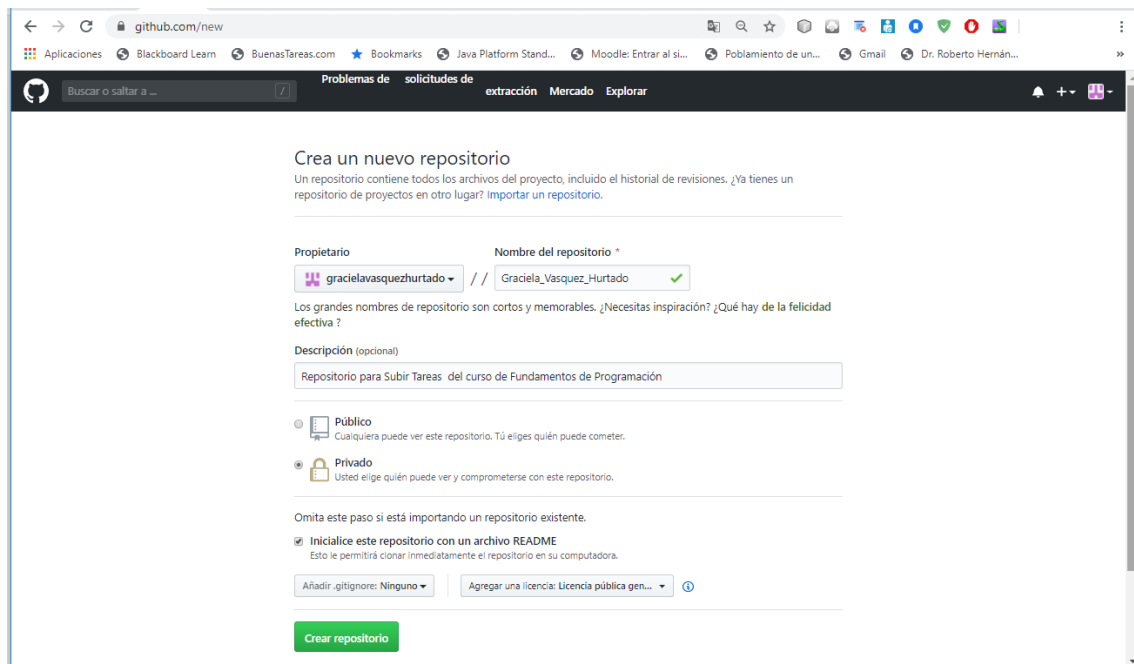 github.com/new
Aplicaciones Blackboard Learn BuenasTareas.com Bookmarks Java Platform Stand... Moodle: Entrar al si... Poblamiento de un... Gmail Dr. Roberto Hernán... »
Problemas de solicitudes de
Buscar o saltar a ... / extracción Mercado Explorar
Crea un nuevo repositorio
Un repositorio contiene todos los archivos del proyecto, incluido el historial de revisiones. ¿Ya tienes un
repositorio de proyectos en otro lugar? Importar un repositorio.
Propietario Nombre del repositorio *
gracielavasquezhurtado / / Graciela_Vasquez_Hurtado
Los grandes nombres de repositorio son cortos y memorables. ¿Necesitas inspiración? ¿Qué hay de la felicidad
efectiva ?
Descripción (opcional)
Repositorio para Subir Tareas del curso de Fundamentos de Programación
Público
Cualquiera puede ver este repositorio. Tú eliges quién puede cometer.
Privado
Usted elige quién puede ver y comprometerse con este repositorio.
Omita este paso si está importando un repositorio existente.
Inicialice este repositorio con un archivo README
Esto le permitirá clonar inmediatamente el repositorio en su computadora.
Añadir .gitignore: Ninguno Agregar una licencia: Licencia pública gen...
Crear repositorio